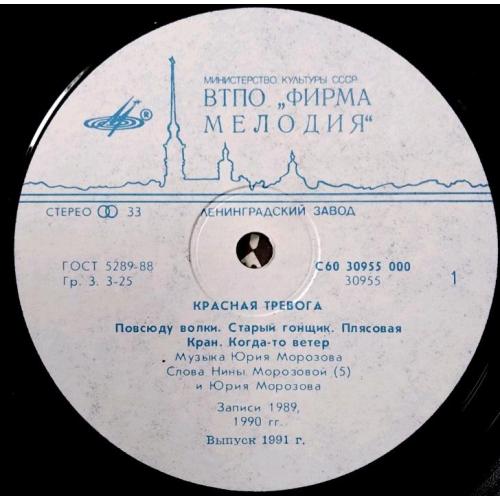 МИНИСТЕРСТВО КУЛЬТУРЫ СССР
ВТПО „ФИРМА
МЕЛОДИЯ“
®
СТЕРЕО 33
ЛЕНИНГРАДСКИЙ ЗАВОД
ГОСТ 5289-88
Гр. 3. 3-25
С60 30955 000
30955
1
КРАСНАЯ ТРЕВОГА
Повсюду волки. Старый гонщик. Плясовая
Кран. Когда-то ветер
Музыка Юрия Морозова
Слова Нины Морозовой (5)
и Юрия Морозова
Записи 1989,
1990 гг.
Выпуск 1991 г.